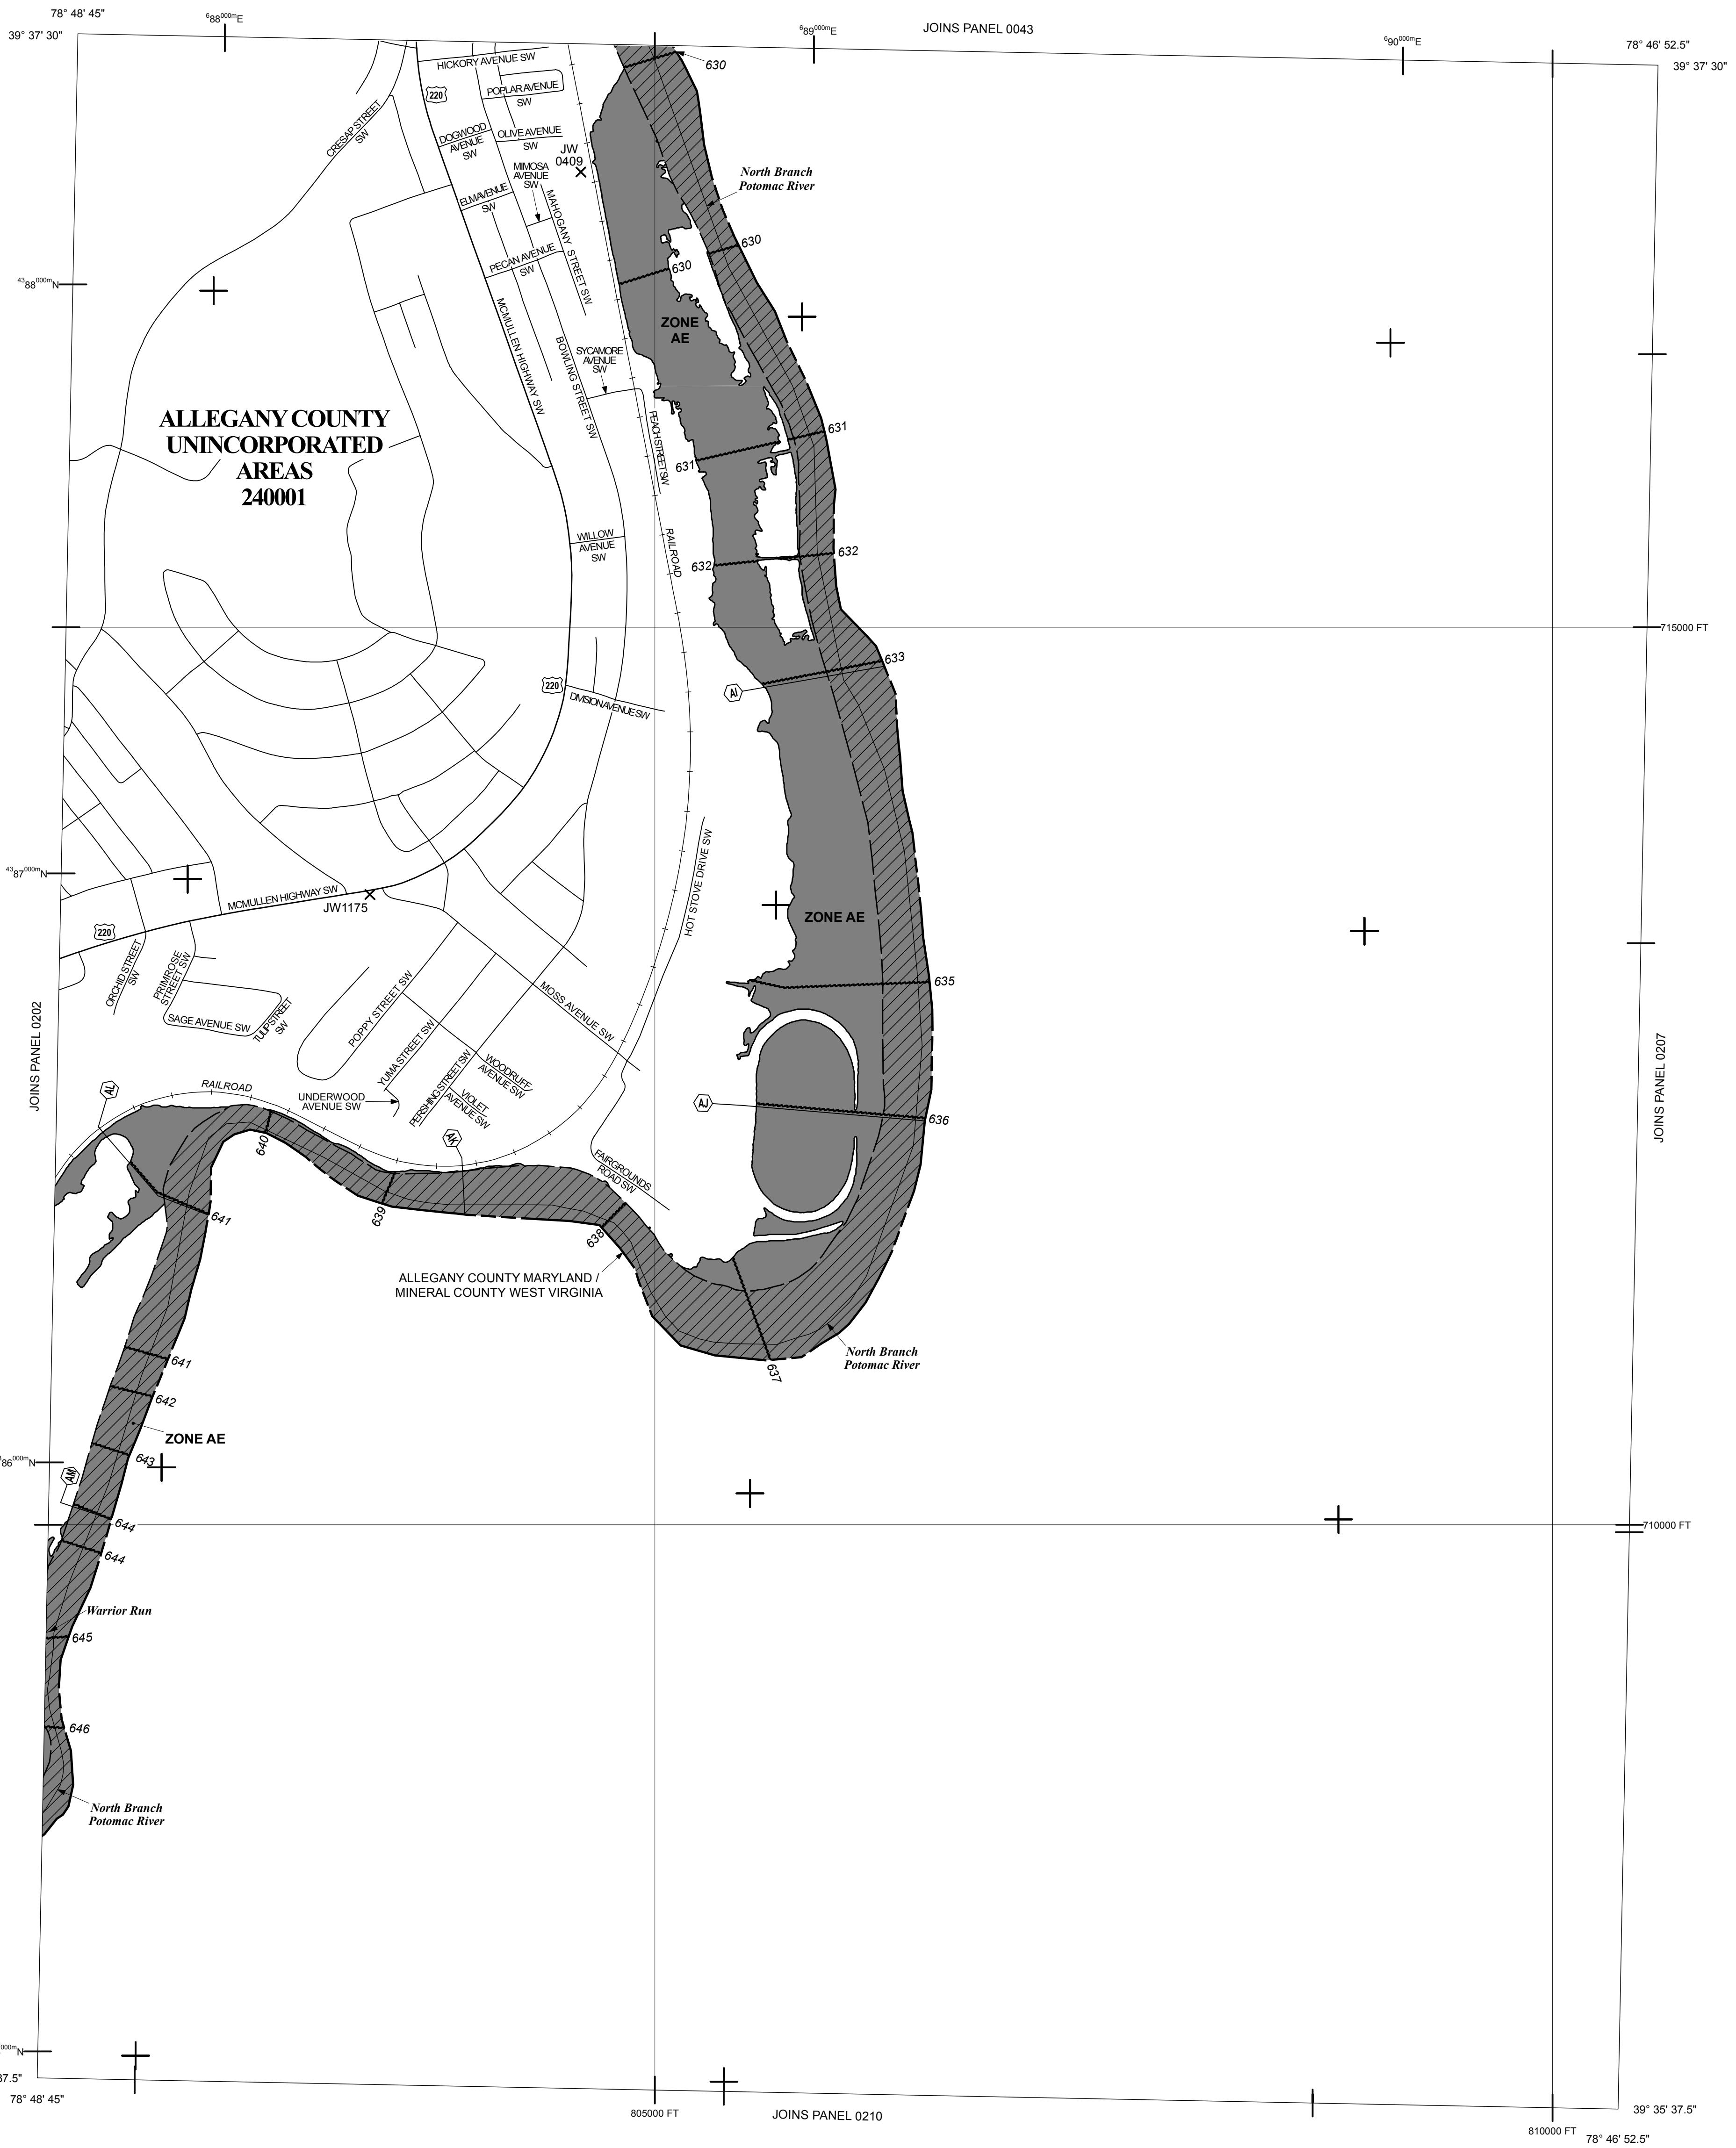 78° 48' 45"
688000mE
JOINS PANEL 0043
689000mE
690000mE
78° 46' 52.5"
39° 37' 30"
39° 37' 30"
HICKORY AVENUE SW
630
220
POPLAR AVENUE
SW
CRESAP STREET
SW
DOGWOOD
AVENUE
SW
OLIVE AVENUE
SW
JW
0409
MIMOSA
AVENUE
SW
North Branch
Potomac River
ELM AVENUE
SW
MAHOGANY STREET SW
PECAN AVENUE
SW
630
630
4388000mN
MCMULLEN HIGHWAY SW
ZONE
AE
BOWLING STREET SW
SYCAMORE
AVENUE
SW
ALLEGANY COUNTY
UNINCORPORATED
AREAS
240001
PEACH STREET SW
631
631
WILLOW
AVENUE
SW
RAILROAD
632
632
715000 FT
633
AI
220
DIVISION AVENUE SW
HOT STOVE DRIVE SW
4387000mN
MCMULLEN HIGHWAY SW
JW1175
ZONE AE
220
ORCHID STREET
SW
PRIMROSE
STREET SW
SAGE AVENUE SW
TULIP STREET
SW
POPPY STREET SW
MOSS AVENUE SW
635
JOINS PANEL 0202
JOINS PANEL 0207
YUMA STREET SW
PERSHING STREET SW
WOODRUFF
AVENUE SW
VIOLET
AVENUE SW
UNDERWOOD
AVENUE SW
RAILROAD
AL
AJ
636
AK
640
FAIRGROUNDS
ROAD SW
641
639
638
ALLEGANY COUNTY MARYLAND /
MINERAL COUNTY WEST VIRGINIA
North Branch
Potomac River
637
641
642
ZONE AE
643
86000mN
AM
644
710000 FT
644
Warrior Run
645
646
North Branch
Potomac River
000mN
37.5"
78° 48' 45"
805000 FT
JOINS PANEL 0210
39° 35' 37.5"
810000 FT
78° 46' 52.5"